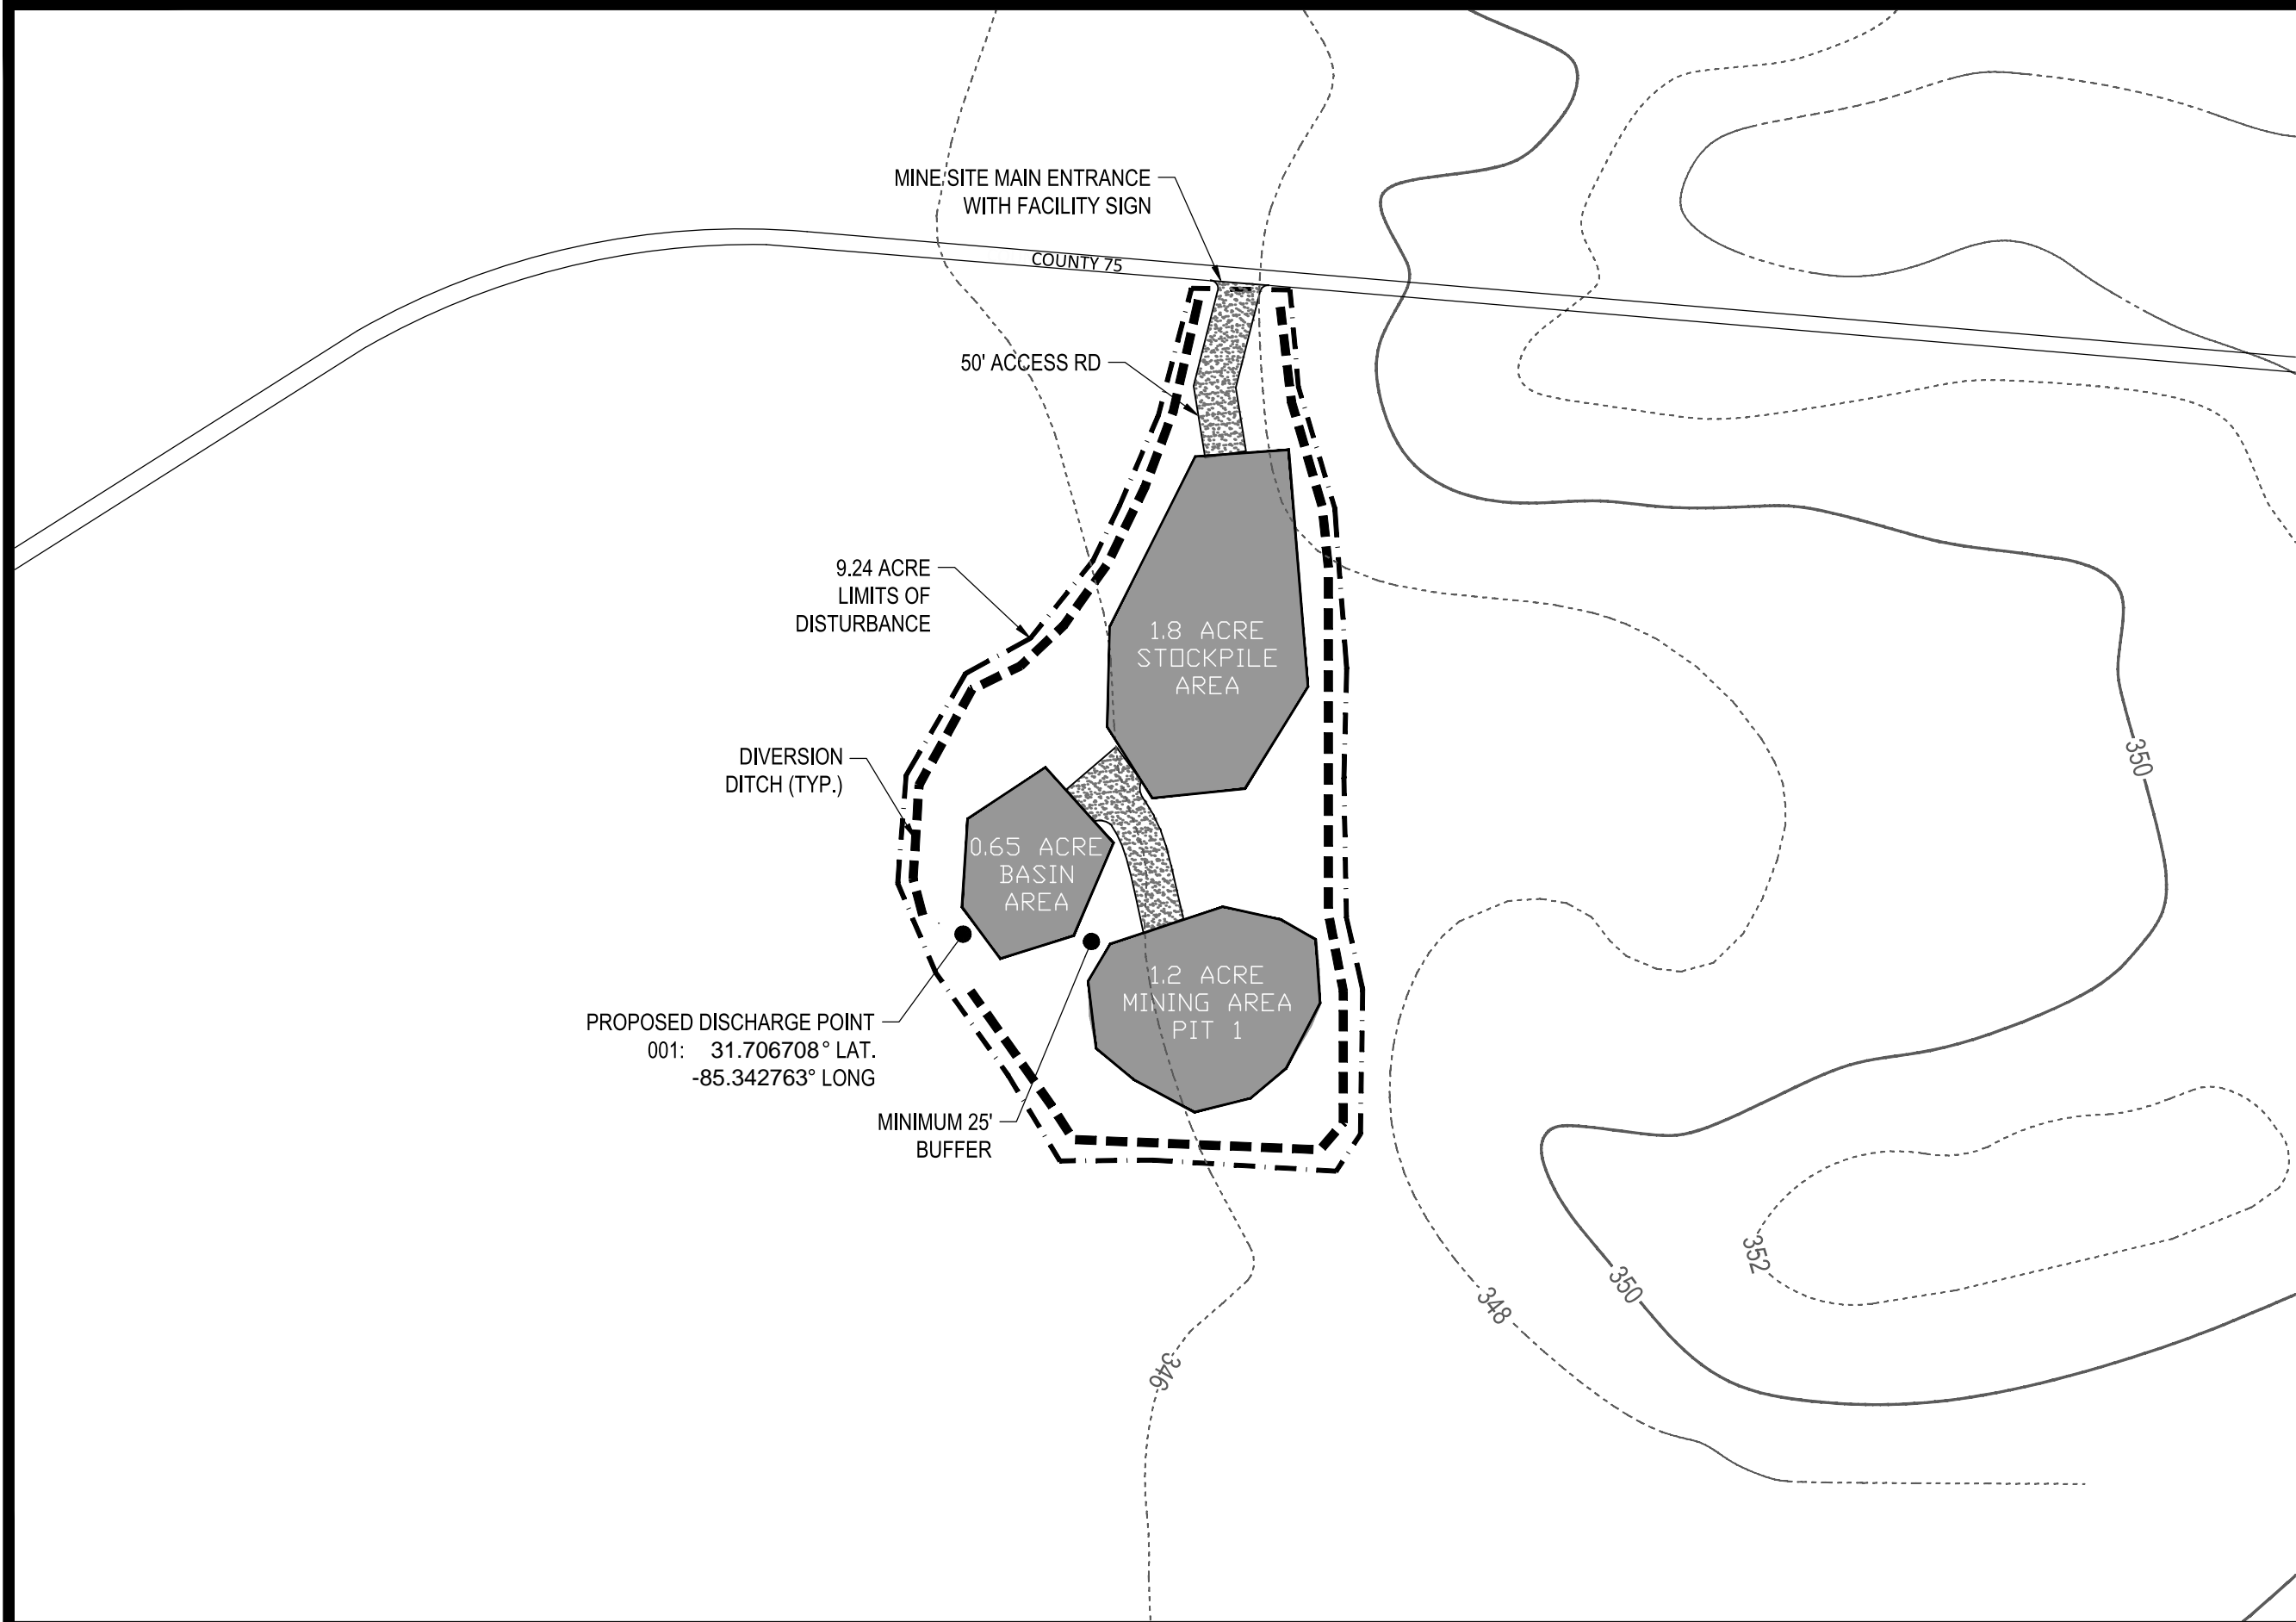 MINE SITE MAIN ENTRANCE
WITH FACILITY SIGN
COUNTY 75
50' ACCESS RD
9.24 ACRE
LIMITS OF
DISTURBANCE
1.8 ACRE
STOCKPILE
AREA
DIVERSION
DITCH (TYP.)
350
0.65 ACRE
BASIN
AREA
1.2 ACRE
MINING AREA
PIT 1
PROPOSED DISCHARGE POINT
001: 31.706708° LAT.
-85.342763° LONG
MINIMUM 25'
BUFFER
352
350
348
346